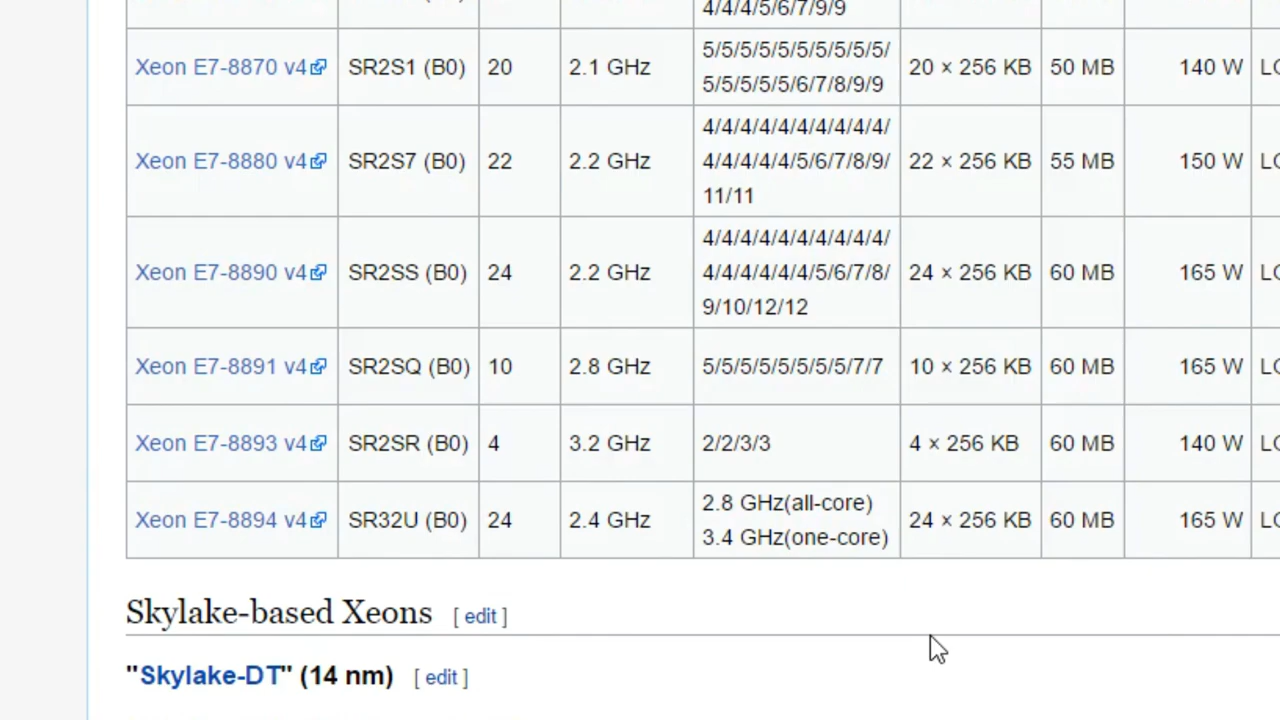 4/4/4/5/6/7/9/9
Xeon E7-8870 v4 SR2S1 (B0) 20 2.1 GHz 5/5/5/5/5/5/5/5/5/5/ 20 × 256 KB 50 MB 140 W
5/5/5/5/5/6/7/8/9/9
Xeon E7-8880 v4 SR2S7 (B0) 22 2.2 GHz 4/4/4/4/4/4/4/4/4/4/ 22 × 256 KB 55 MB 150 W
4/4/4/4/4/5/6/7/8/9/
11/11
Xeon E7-8890 v4 SR2SS (B0) 24 2.2 GHz 4/4/4/4/4/4/4/4/4/4/ 24 × 256 KB 60 MB 165 W
4/4/4/4/4/4/5/6/7/8/
9/10/12/12
Xeon E7-8891 v4 SR2SQ (B0) 10 2.8 GHz 5/5/5/5/5/5/5/5/7/7 10 × 256 KB 60 MB 165 W
Xeon E7-8893 v4 SR2SR (B0) 4 3.2 GHz 2/2/3/3 4 × 256 KB 60 MB 140 W
Xeon E7-8894 v4 SR32U (B0) 24 2.4 GHz 2.8 GHz(all-core) 24 × 256 KB 60 MB 165 W
3.4 GHz(one-core)
Skylake-based Xeons [ edit ]
"Skylake-DT" (14 nm) [ edit ]